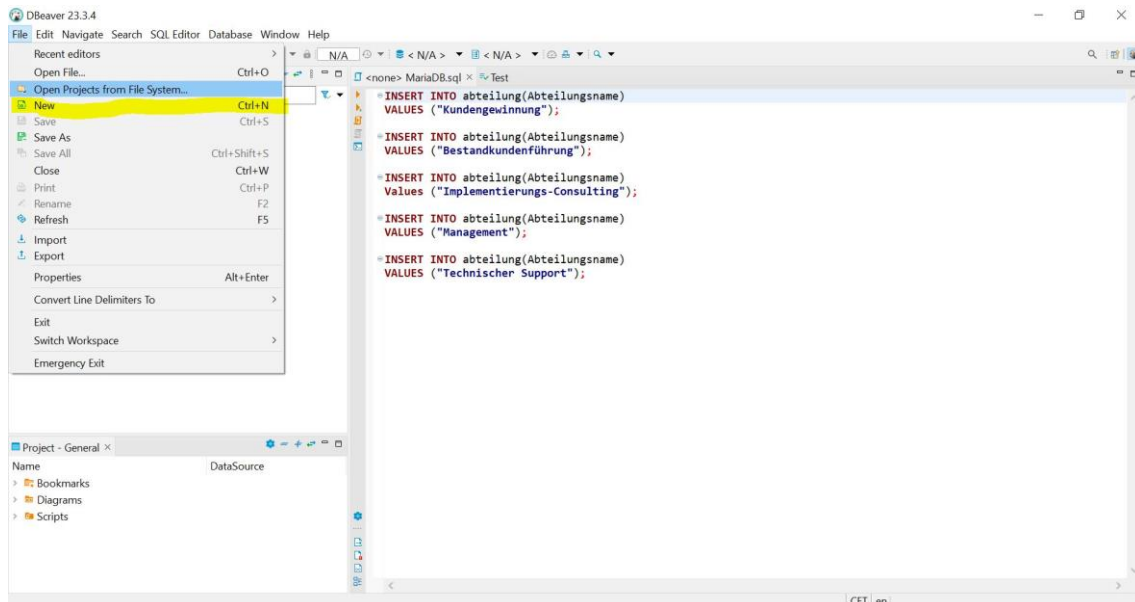 DBeaver 23.3.4
File Edit Navigate Search SQL Editor Database Window Help
N/A < N/A > < N/A >
Recent editors
Open File... Ctrl+O
Open Projects from File System...
New Ctrl+N
Save Ctrl+S
Save As
Save All Ctrl+Shift+S
Close Ctrl+W
Print Ctrl+P
Rename F2
Refresh F5
Import
Export
Properties Alt+Enter
Convert Line Delimiters To
Exit
Switch Workspace
Emergency Exit
<none> MariaDB.sql Test
INSERT INTO abteilung(Abteilungsname)
VALUES ("Kundengewinnung");
INSERT INTO abteilung(Abteilungsname)
VALUES ("Bestandkundenführung");
INSERT INTO abteilung(Abteilungsname)
Values ("Implementierungs-Consulting");
INSERT INTO abteilung(Abteilungsname)
VALUES ("Management");
INSERT INTO abteilung(Abteilungsname)
VALUES ("Technischer Support");
Project - General
Name DataSource
Bookmarks
Diagrams
Scripts
CET en